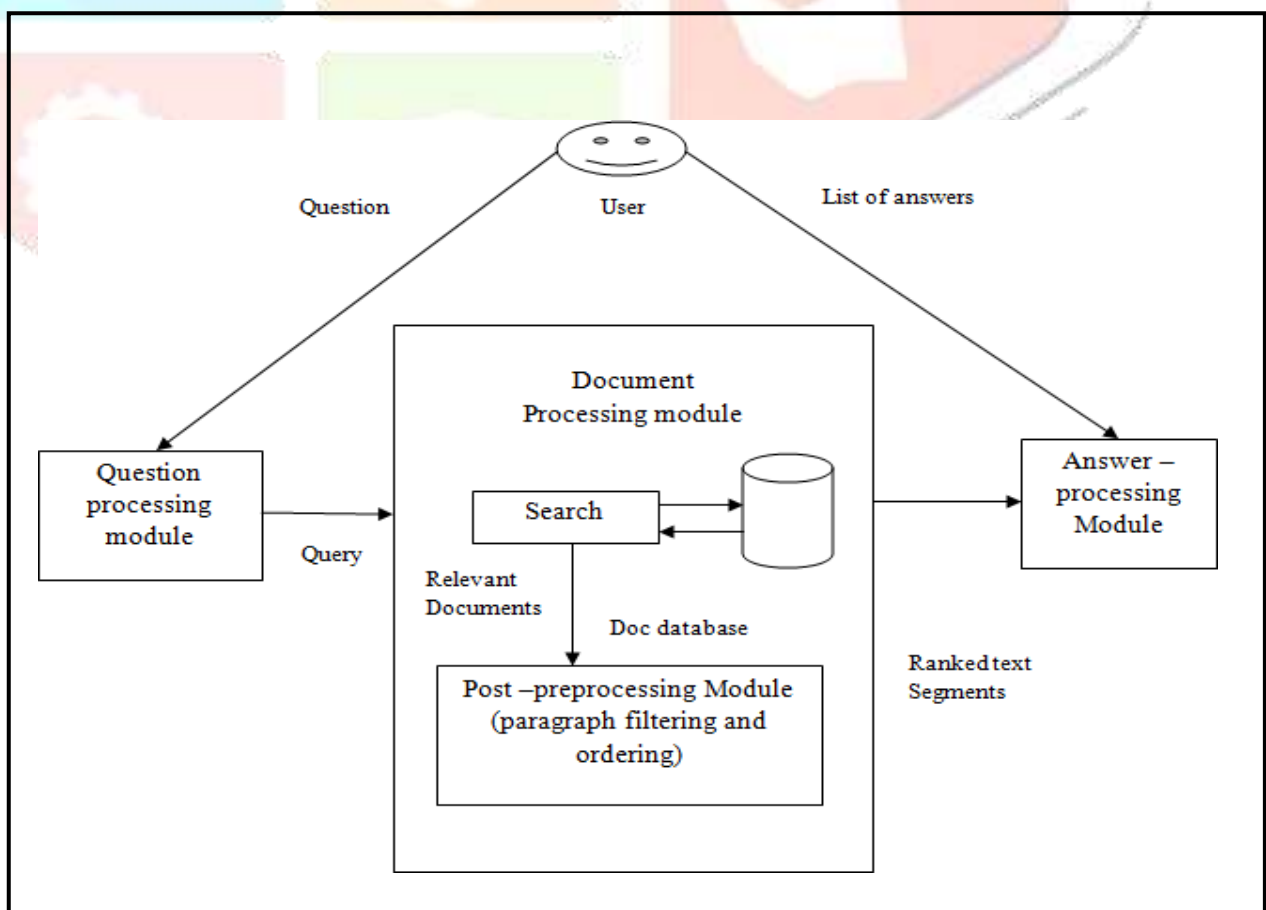 Question
User
List of answers
Document
Processing module
Question
processing
module
Query
Search
Answer –
processing
Module
Relevant
Documents
Doc database
Ranked text
Segments
Post –preprocessing Module
(paragraph filtering and
ordering)